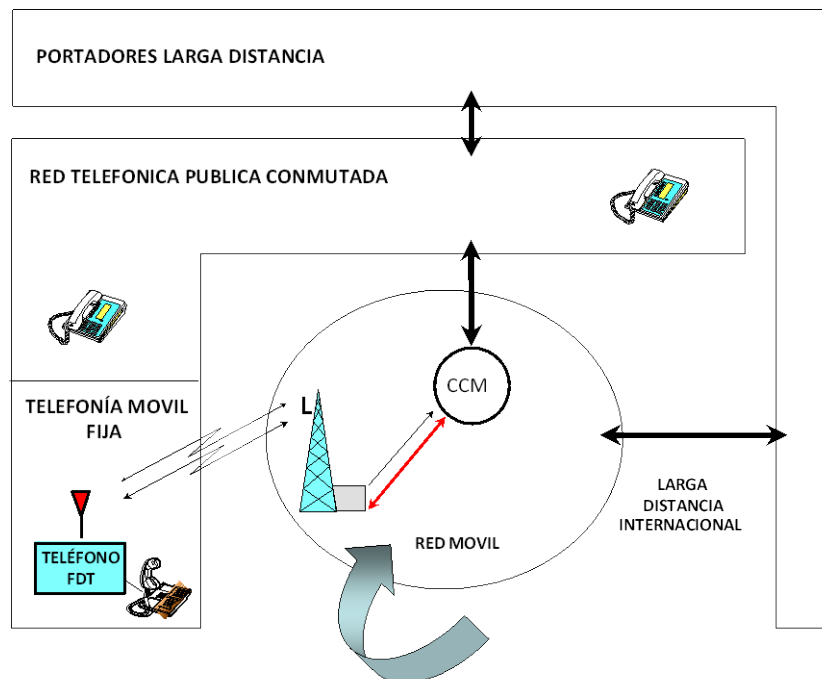 PORTADORES LARGA DISTANCIA
RED TELEFONICA PUBLICA CONMUTADA
CCM
TELEFONÍA MOVIL
FIJA
L
LARGA
DISTANCIA
INTERNACIONAL
RED MOVIL
TELÉFONO
FDT